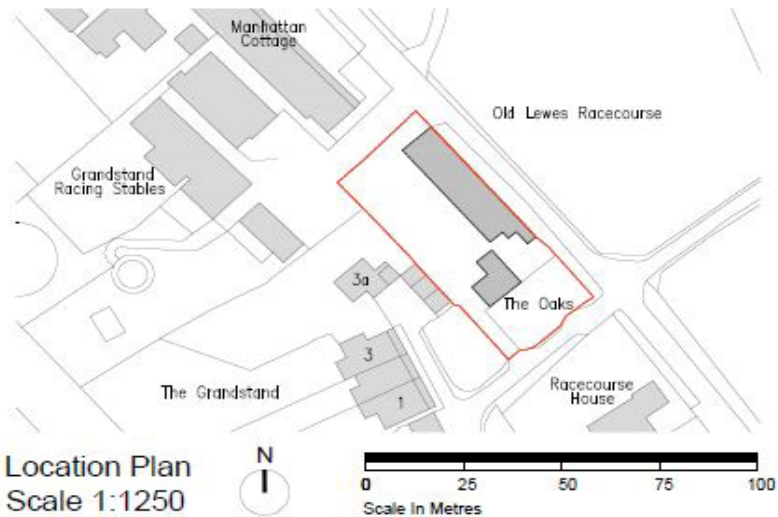 Manhattan
Cottage
Old Lewes Racecourse
Grandstand
Racing Stables
3a
The Oaks
3
The Grandstand
1
Racecourse
House
Location Plan
Scale 1:1250
N
0 25 50 75 100
Scale In Metres